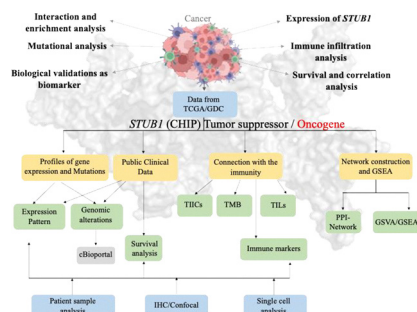 Cancer
Interaction and
enrichment analysis
Expression of STUB1
Mutational analysis
Immune infiltration
analysis
Biological validations as
biomarker
Survival and correlation
analysis
Data from
TCGA/GDC
STUB1 (CHIP) Tumor suppressor / Oncogene
Profiles of gene
expression and Mutations
Public Clinical
Data
Connection with the
immunity
Network construction
and GSEA
Expression
Pattern
Genomic
alterations
TIICs
TMB
TILs
PPI-
Network
GSVA/GSEA
cBioportal
Survival
analysis
Immune markers
Patient sample
analysis
IHC/Confocal
Single cell
analysis